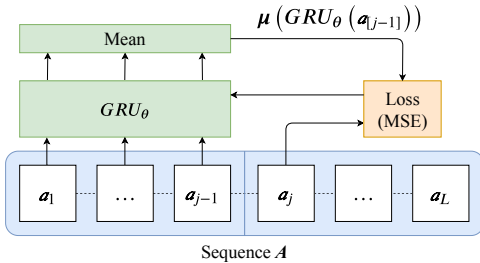 Mean
μ(GRU_θ(a_[j−1]))
GRU_θ
Loss
(MSE)
a_1 … a_{j−1} a_j … a_L
Sequence A